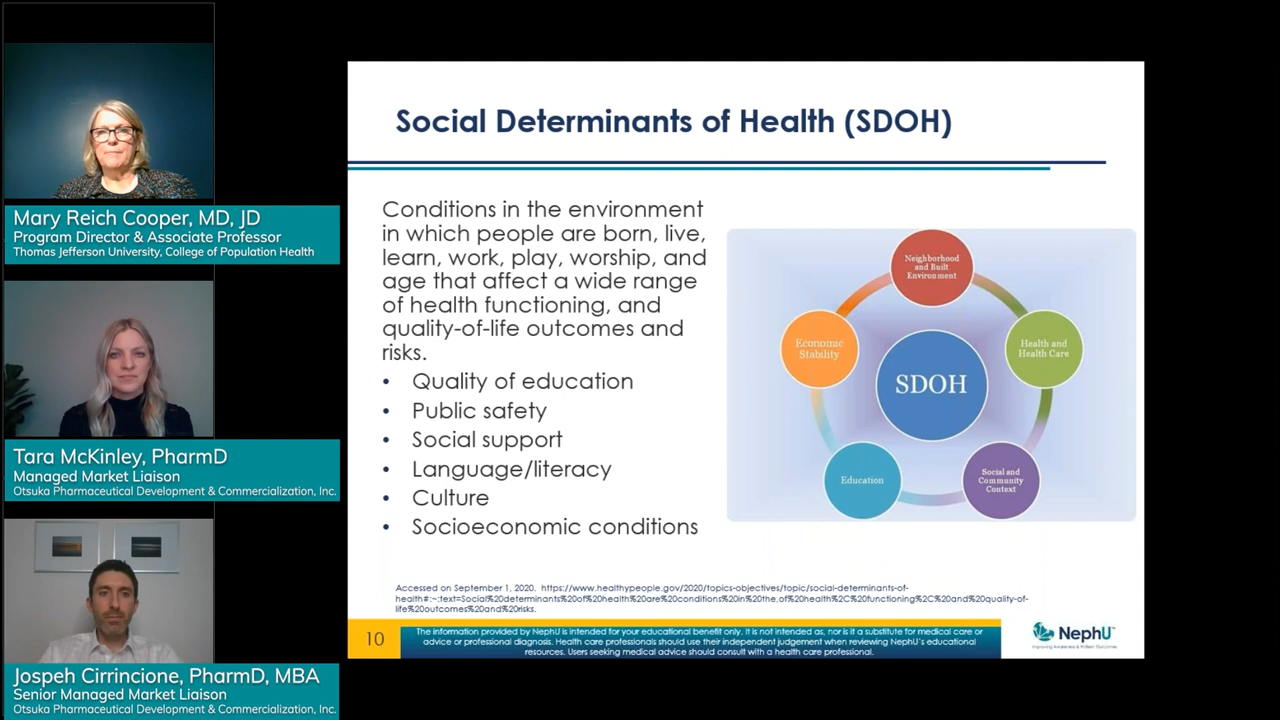 Mary Reich Cooper, MD, JD
Program Director & Associate Professor
Thomas Jefferson University, College of Population Health
Tara McKinley, PharmD
Managed Market Liaison
Otsuka Pharmaceutical Development & Commercialization, Inc.
Jospeh Cirrincione, PharmD, MBA
Senior Managed Market Liaison
Otsuka Pharmaceutical Development & Commercialization, Inc.
Social Determinants of Health (SDOH)
Conditions in the environment
in which people are born, live,
learn, work, play, worship, and
age that affect a wide range
of health functioning, and
quality-of-life outcomes and
risks.
• Quality of education
• Public safety
• Social support
• Language/literacy
• Culture
• Socioeconomic conditions
Neighborhood
and Built
Environment
Economic
Stability
Health and
Health Care
SDOH
Education
Social and
Community
Context
Accessed on September 1, 2020. https://www.healthypeople.gov/2020/topics-objectives/topic/social-determinants-of-
health#:~:text=Social%20determinants%20of%20health%20are%20conditions%20in%20the,of%20health%2C%20functioning%2C%20and%20quality-of-
life%20outcomes%20and%20risks.
10
The information provided by NephU is intended for your educational benefit only. It is not intended as, nor is it a substitute for medical care or
advice or professional diagnosis. Health care professionals should use their independent judgement when reviewing NephU's educational
resources. Users seeking medical advice should consult with a health care professional.
NephU
Improving Awareness & Patient Outcomes